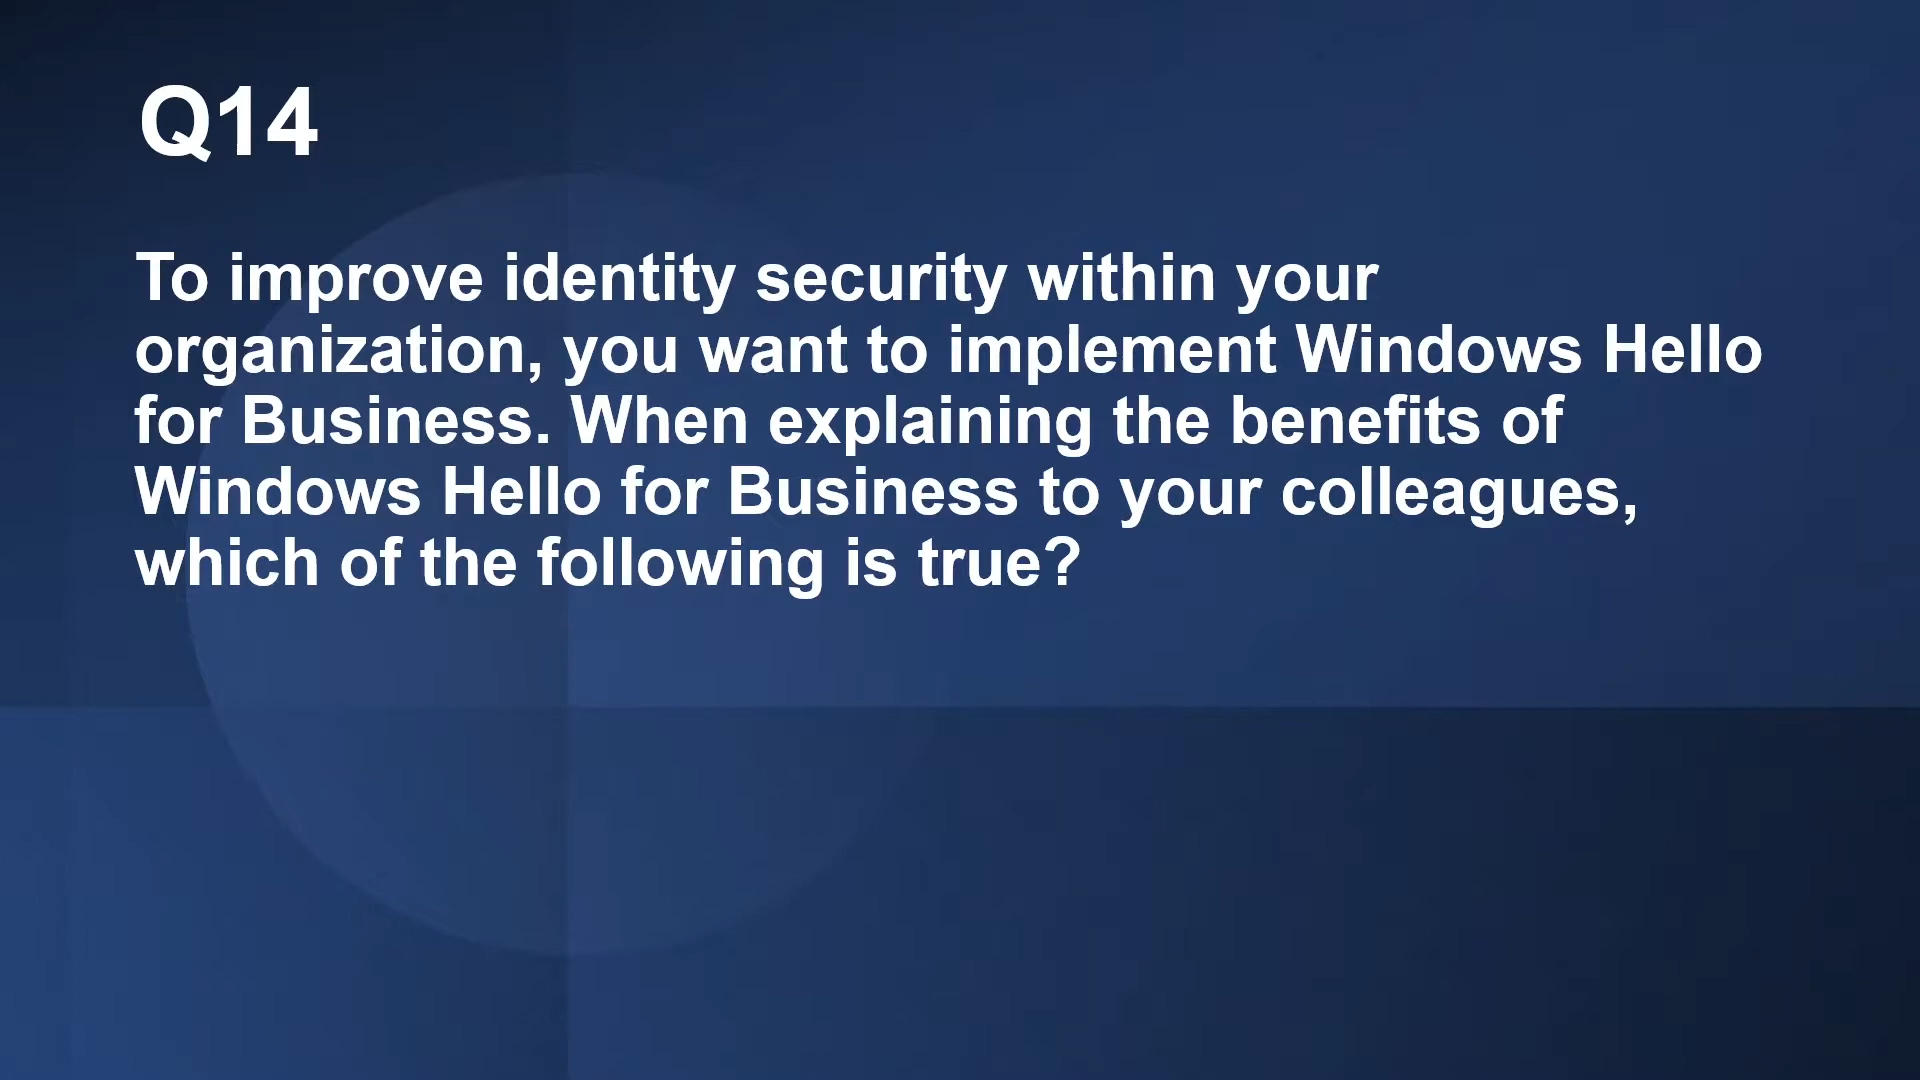 Q14
To improve identity security within your
organization, you want to implement Windows Hello
for Business. When explaining the benefits of
Windows Hello for Business to your colleagues,
which of the following is true?